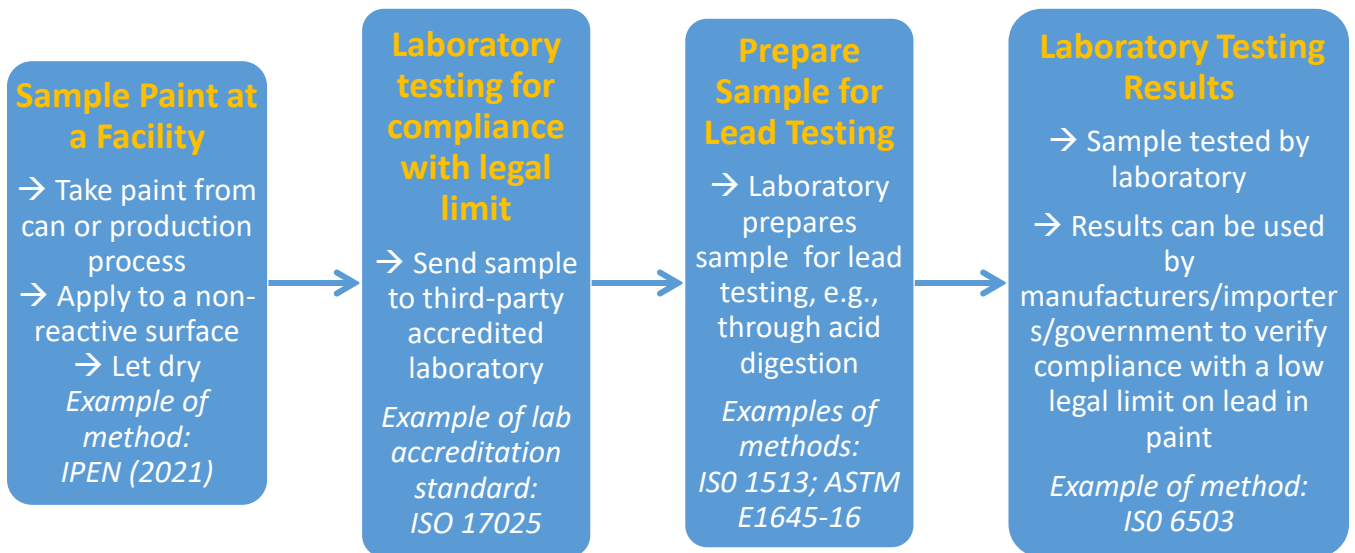 Sample Paint at
a Facility
→ Take paint from
can or production
process
→ Apply to a non-
reactive surface
→ Let dry
Example of
method:
IPEN (2021)
Laboratory
testing for
compliance
with legal
limit
→ Send sample
to third-party
accredited
laboratory
Example of lab
accreditation
standard:
ISO 17025
Prepare
Sample for
Lead Testing
→ Laboratory
prepares
sample for lead
testing, e.g.,
through acid
digestion
Examples of
methods:
IS0 1513; ASTM
E1645-16
Laboratory Testing
Results
→ Sample tested by
laboratory
→ Results can be used
by
manufacturers/importer
s/government to verify
compliance with a low
legal limit on lead in
paint
Example of method:
IS0 6503